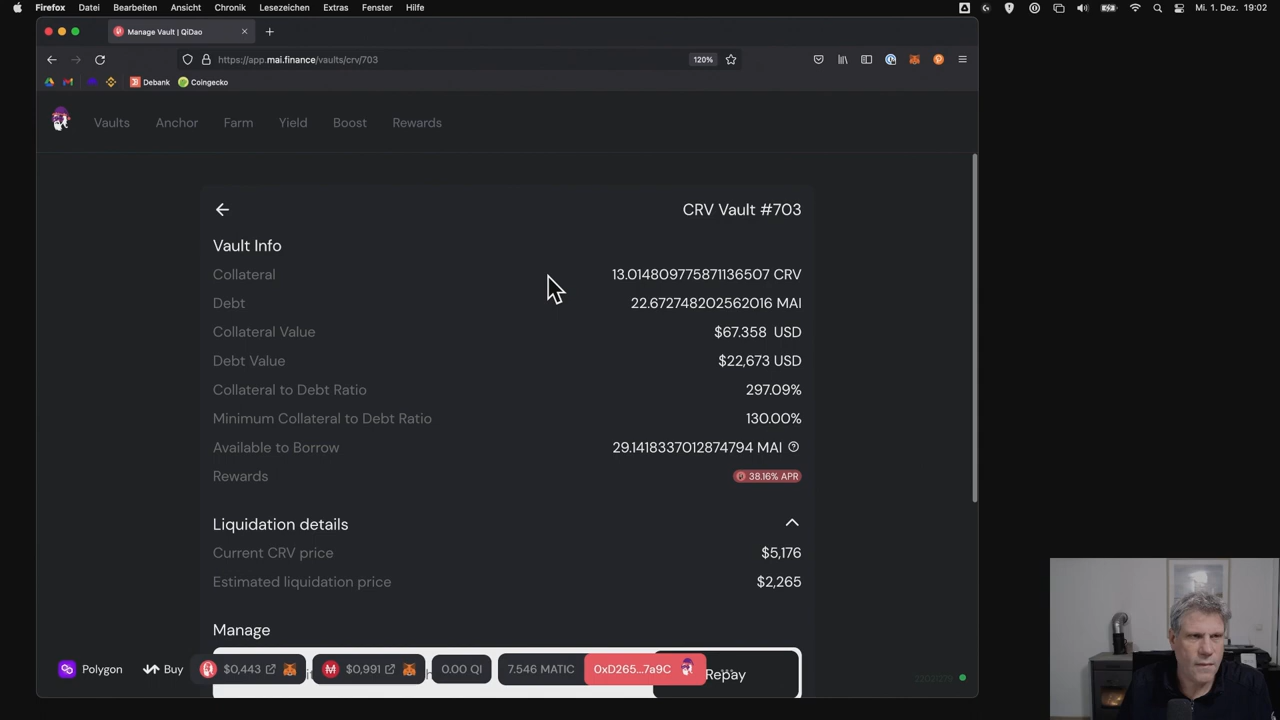 Firefox Datei Bearbeiten Ansicht Chronik Lesezeichen Extras Fenster Hilfe Mi. 1. Dez. 19:02
Manage Vault | QiDao
https://app.mai.finance/vaults/crv/703 120%
Debank Coingecko
Vaults Anchor Farm Yield Boost Rewards
CRV Vault #703
Vault Info
Collateral 13.014809775871136507 CRV
Debt 22.672748202562016 MAI
Collateral Value $67.358 USD
Debt Value $22,673 USD
Collateral to Debt Ratio 297.09%
Minimum Collateral to Debt Ratio 130.00%
Available to Borrow 29.1418337012874794 MAI
Rewards 38.16% APR
Liquidation details
Current CRV price $5,176
Estimated liquidation price $2,265
Manage
Polygon Buy $0,443 $0,991 0.00 QI 7.546 MATIC 0xD265...7a9C Repay